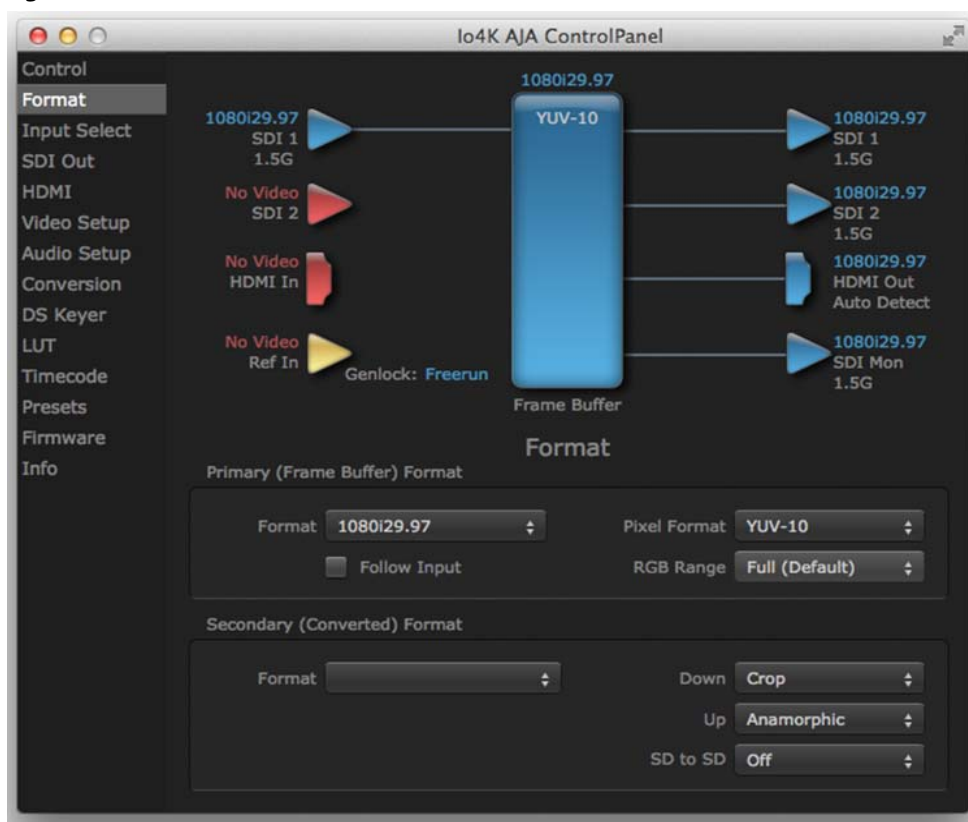 Io4K AJA ControlPanel
Control
Format
Input Select
SDI Out
HDMI
Video Setup
Audio Setup
Conversion
DS Keyer
LUT
Timecode
Presets
Firmware
Info
1080i29.97
YUV-10
Frame Buffer
1080i29.97
SDI 1
1.5G
No Video
SDI 2
No Video
HDMI In
No Video
Ref In
Genlock: Freerun
1080i29.97
SDI 1
1.5G
1080i29.97
SDI 2
1.5G
1080i29.97
HDMI Out
Auto Detect
1080i29.97
SDI Mon
1.5G
Format
Primary (Frame Buffer) Format
Format 1080i29.97
Pixel Format YUV-10
Follow Input
RGB Range Full (Default)
Secondary (Converted) Format
Format
Down Crop
Up Anamorphic
SD to SD Off